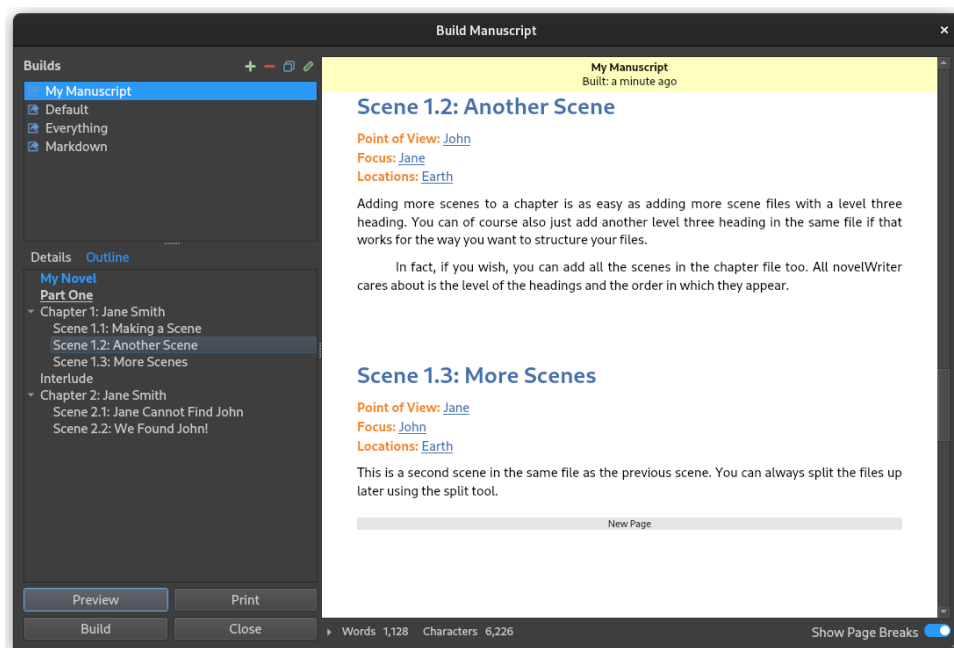 Build Manuscript
Builds
My Manuscript
Default
Everything
Markdown
Details Outline
My Novel
Part One
Chapter 1: Jane Smith
Scene 1.1: Making a Scene
Scene 1.2: Another Scene
Scene 1.3: More Scenes
Interlude
Chapter 2: Jane Smith
Scene 2.1: Jane Cannot Find John
Scene 2.2: We Found John!
Preview Print
Build Close
My Manuscript
Built: a minute ago
Scene 1.2: Another Scene
Point of View: John
Focus: Jane
Locations: Earth
Adding more scenes to a chapter is as easy as adding more scene files with a level three
heading. You can of course also just add another level three heading in the same file if that
works for the way you want to structure your files.
In fact, if you wish, you can add all the scenes in the chapter file too. All novelWriter
cares about is the level of the headings and the order in which they appear.
Scene 1.3: More Scenes
Point of View: Jane
Focus: John
Locations: Earth
This is a second scene in the same file as the previous scene. You can always split the files up
later using the split tool.
New Page
Words 1,128 Characters 6,226
Show Page Breaks